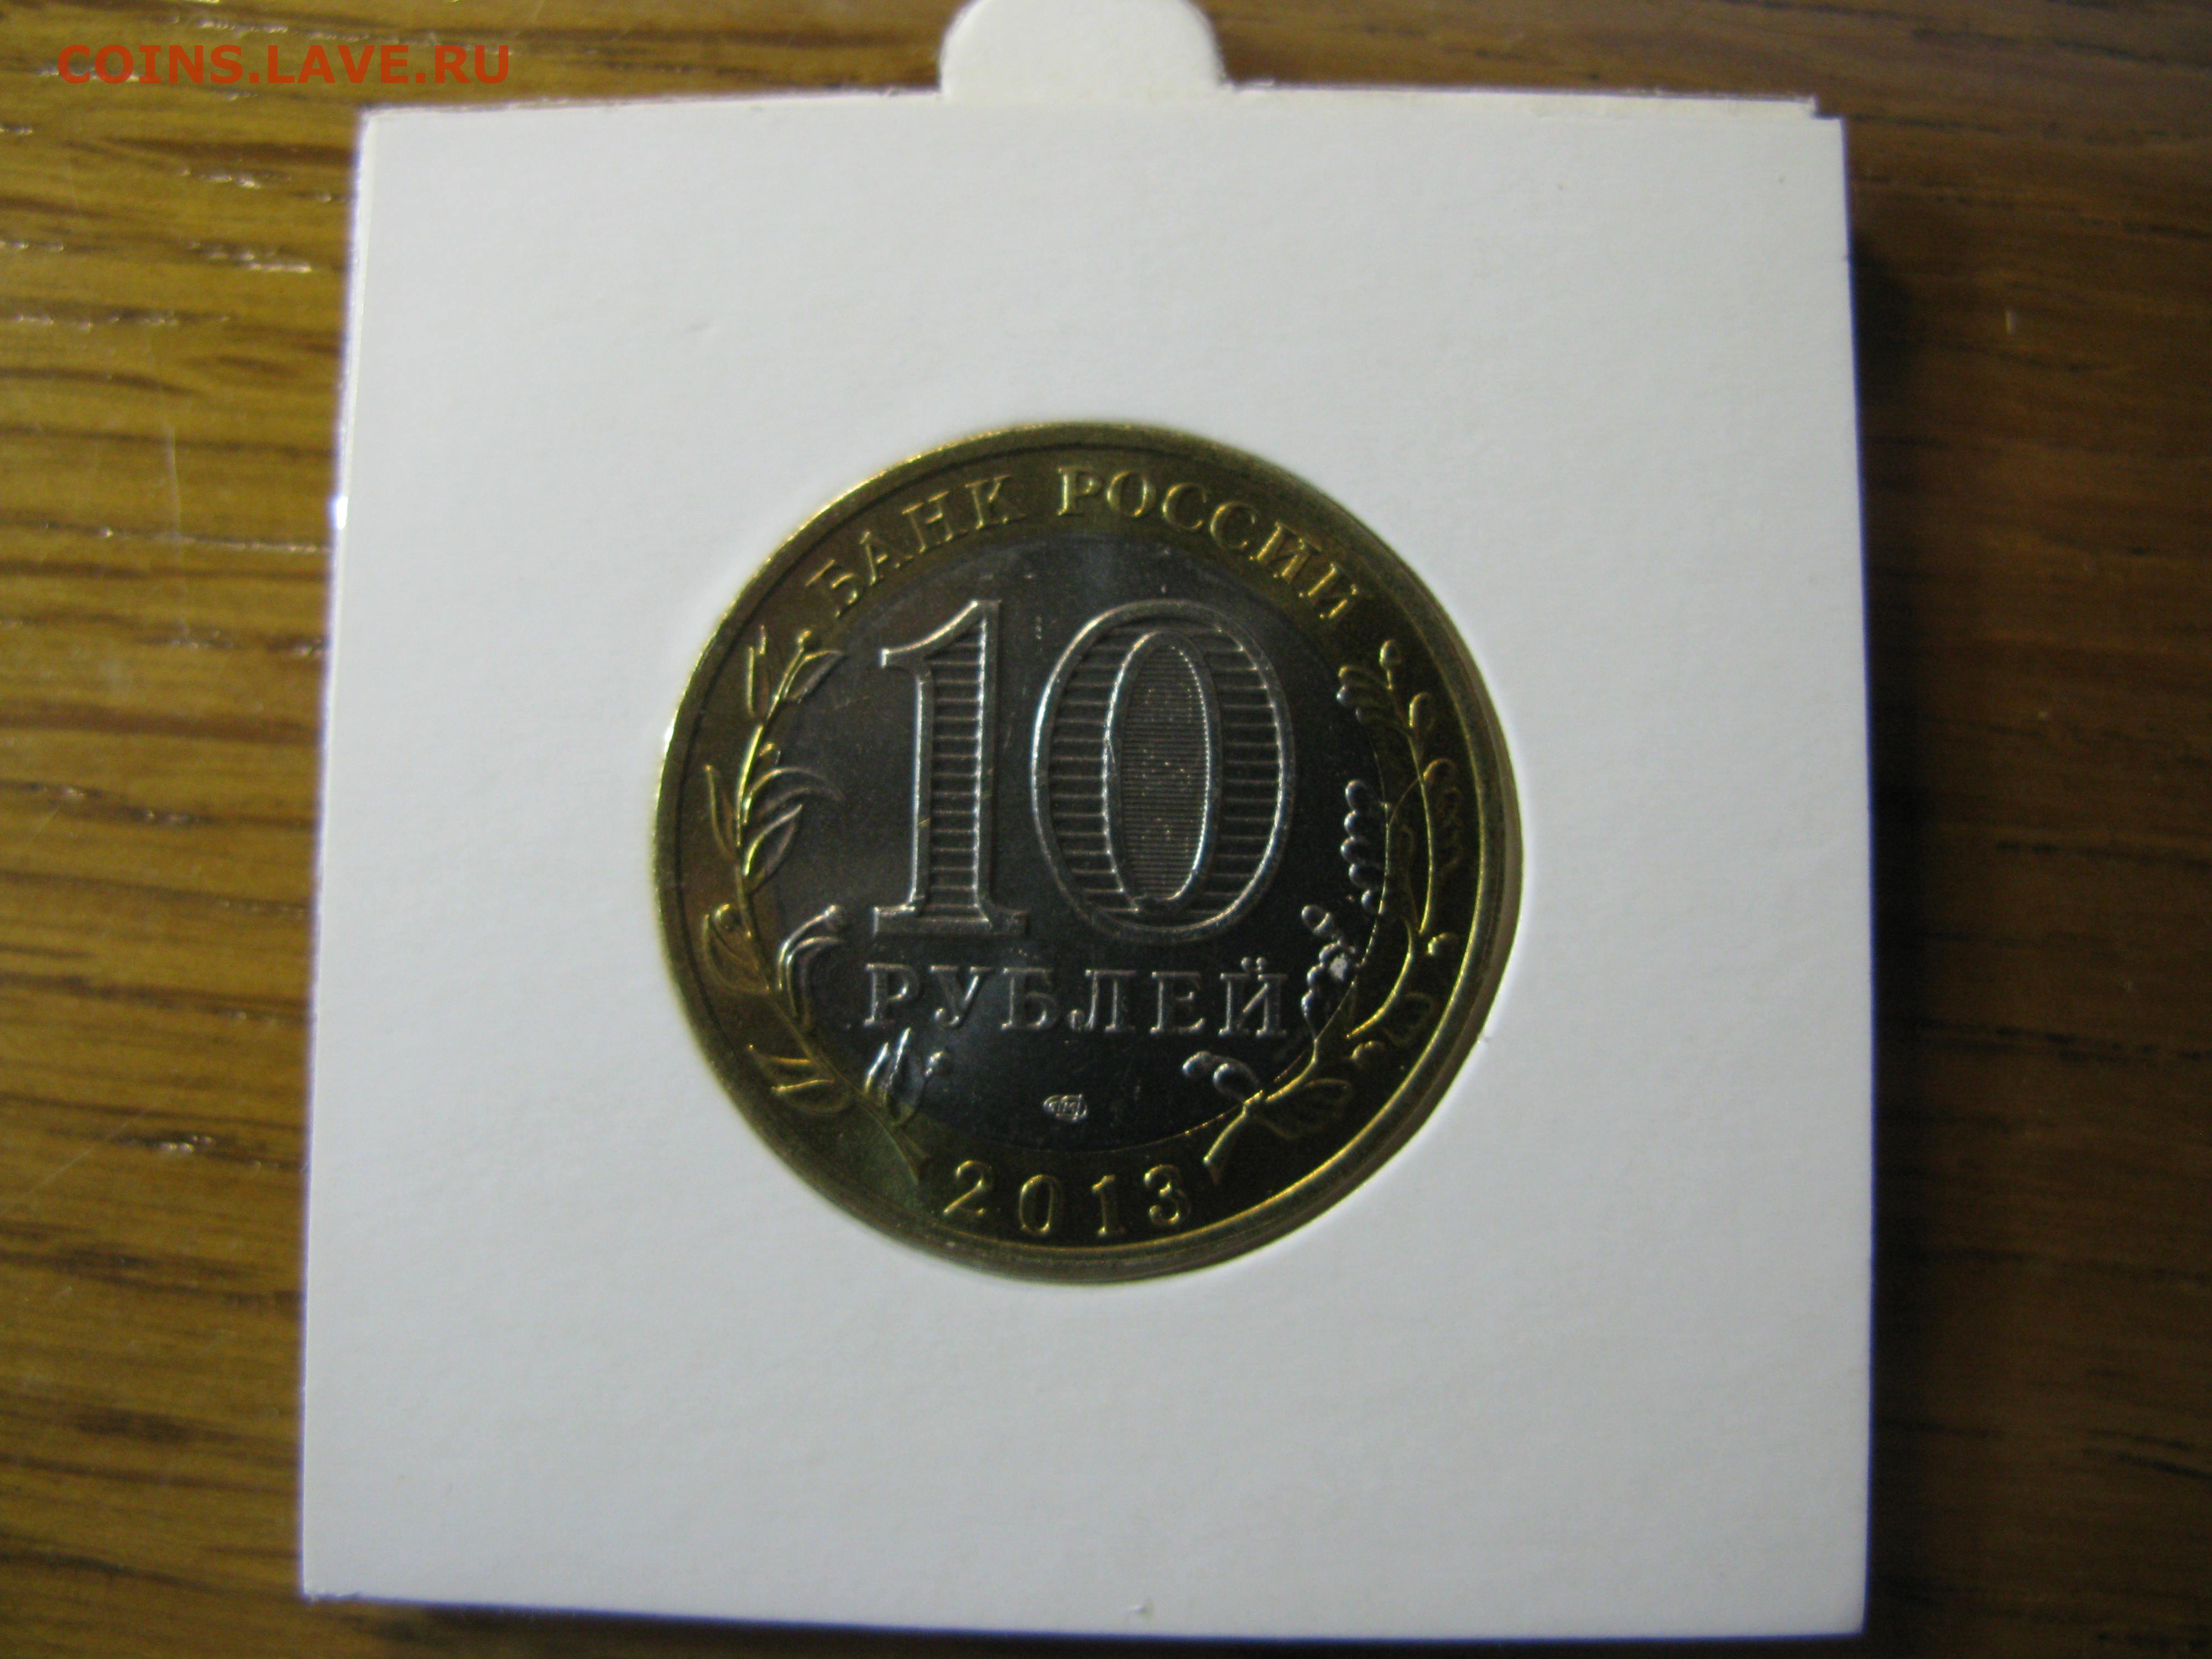 COINS.LAVE.RU
БАНК РОССИИ
10
РУБЛЕЙ
2013